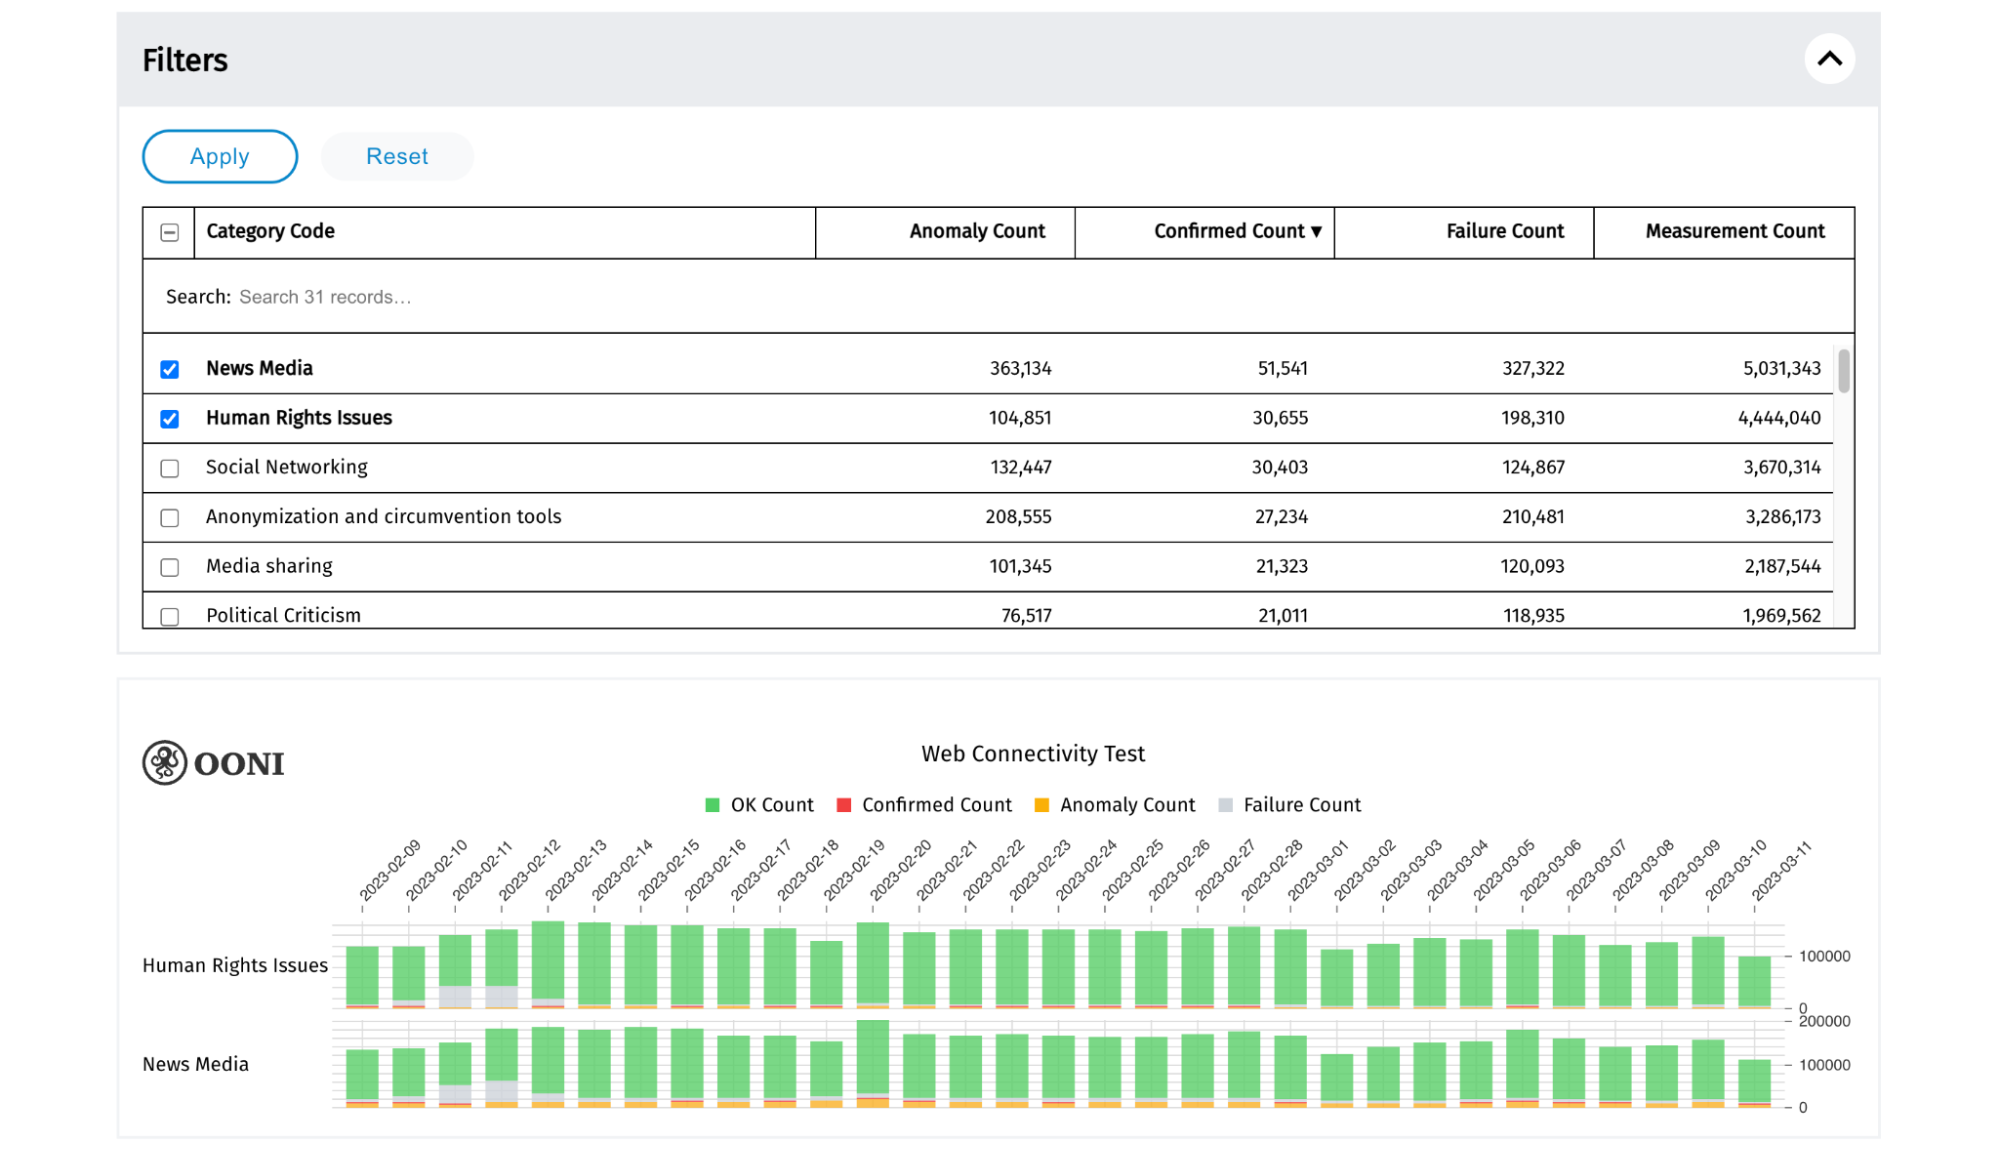 Filters
Apply Reset
Category Code Anomaly Count Confirmed Count ▼ Failure Count Measurement Count
Search: Search 31 records...
News Media 363,134 51,541 327,322 5,031,343
Human Rights Issues 104,851 30,655 198,310 4,444,040
Social Networking 132,447 30,403 124,867 3,670,314
Anonymization and circumvention tools 208,555 27,234 210,481 3,286,173
Media sharing 101,345 21,323 120,093 2,187,544
Political Criticism 76,517 21,011 118,935 1,969,562
OONI
Web Connectivity Test
OK Count Confirmed Count Anomaly Count Failure Count
2023-02-09 2023-02-10 2023-02-11 2023-02-12 2023-02-13 2023-02-14 2023-02-15 2023-02-16 2023-02-17 2023-02-18 2023-02-19 2023-02-20 2023-02-21 2023-02-22 2023-02-23 2023-02-24 2023-02-25 2023-02-26 2023-02-27 2023-02-28 2023-03-01 2023-03-02 2023-03-03 2023-03-04 2023-03-05 2023-03-06 2023-03-07 2023-03-08 2023-03-09 2023-03-10 2023-03-11
100000
Human Rights Issues
0
200000
News Media 100000
0